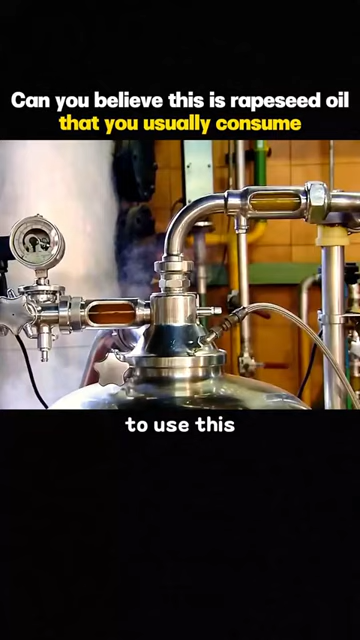 Can you believe this is rapeseed oil
that you usually consume
to use this